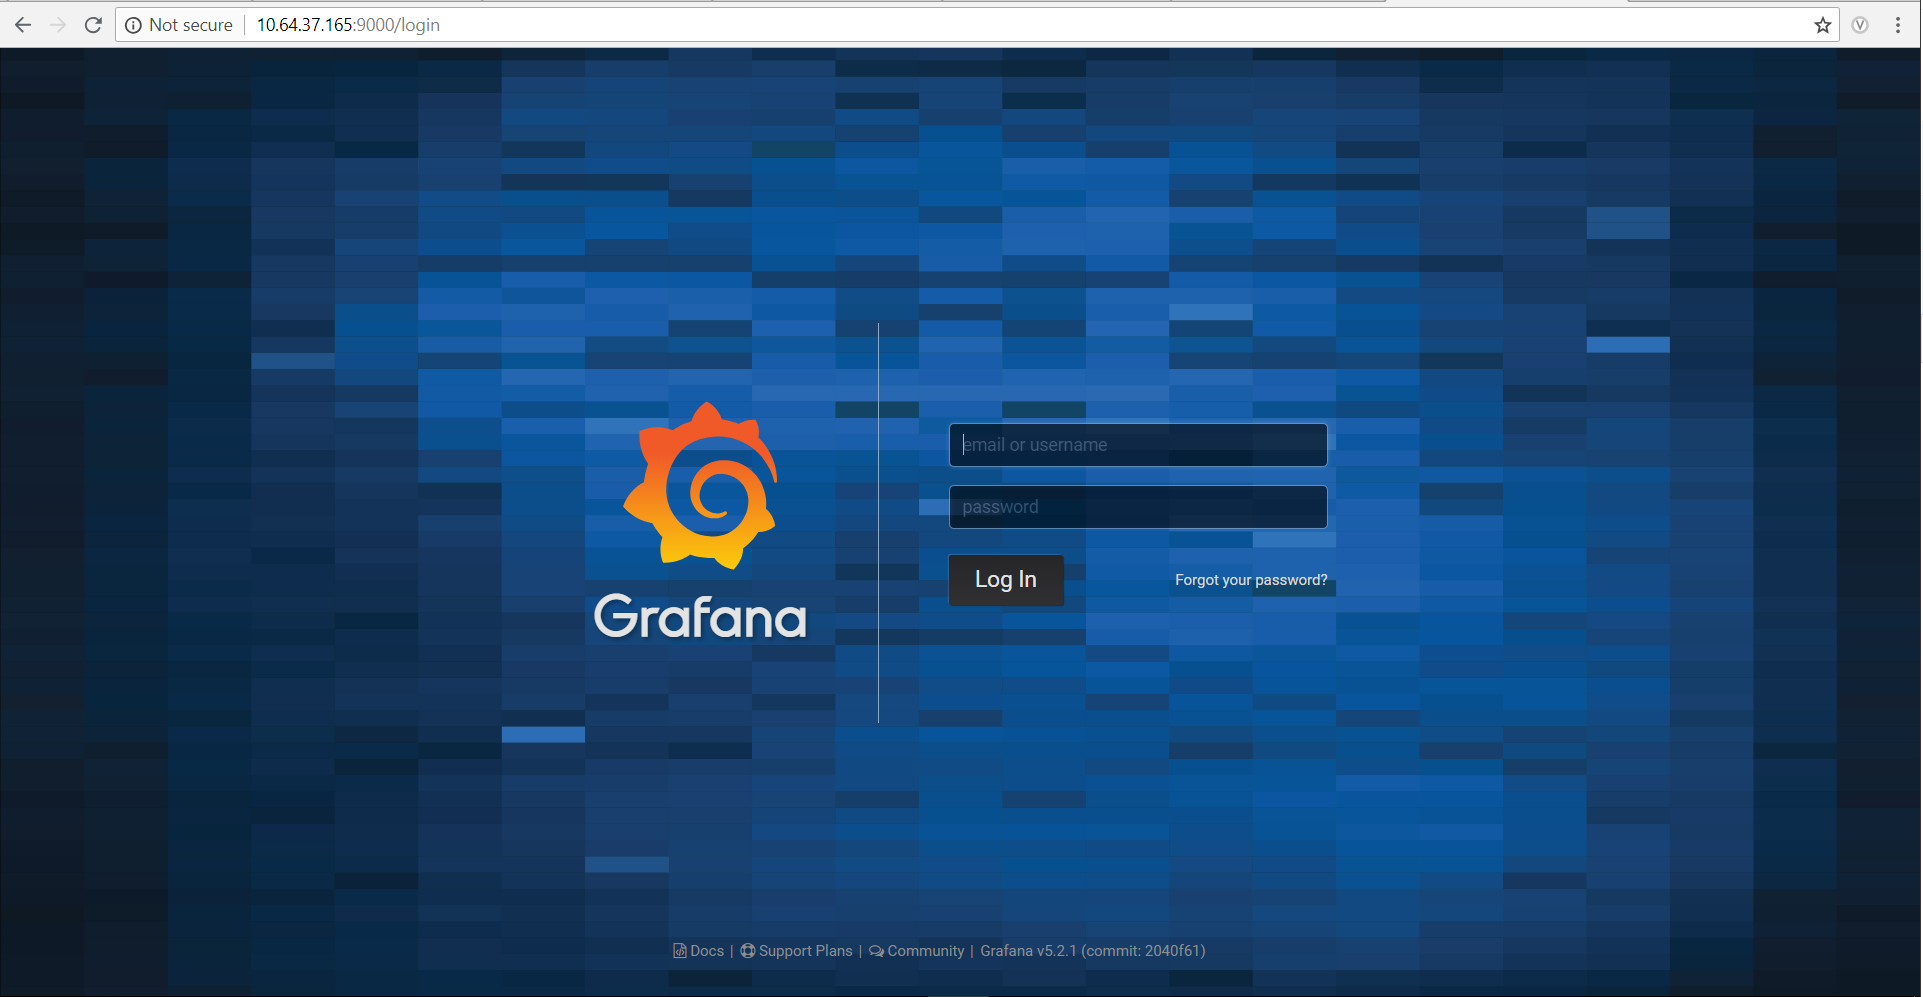 Not secure | 10.64.37.165:9000/login
email or username
password
Log In
Forgot your password?
Grafana
Docs | Support Plans | Community | Grafana v5.2.1 (commit: 2040f61)